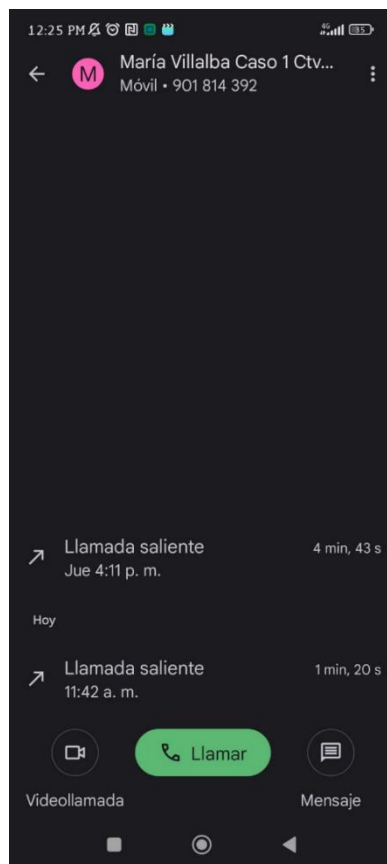 12:25 PM
María Villalba Caso 1 Ctv...
Móvil • 901 814 392
Llamada saliente 4 min, 43 s
Jue 4:11 p. m.
Hoy
Llamada saliente 1 min, 20 s
11:42 a. m.
Llamar
Videollamada Mensaje